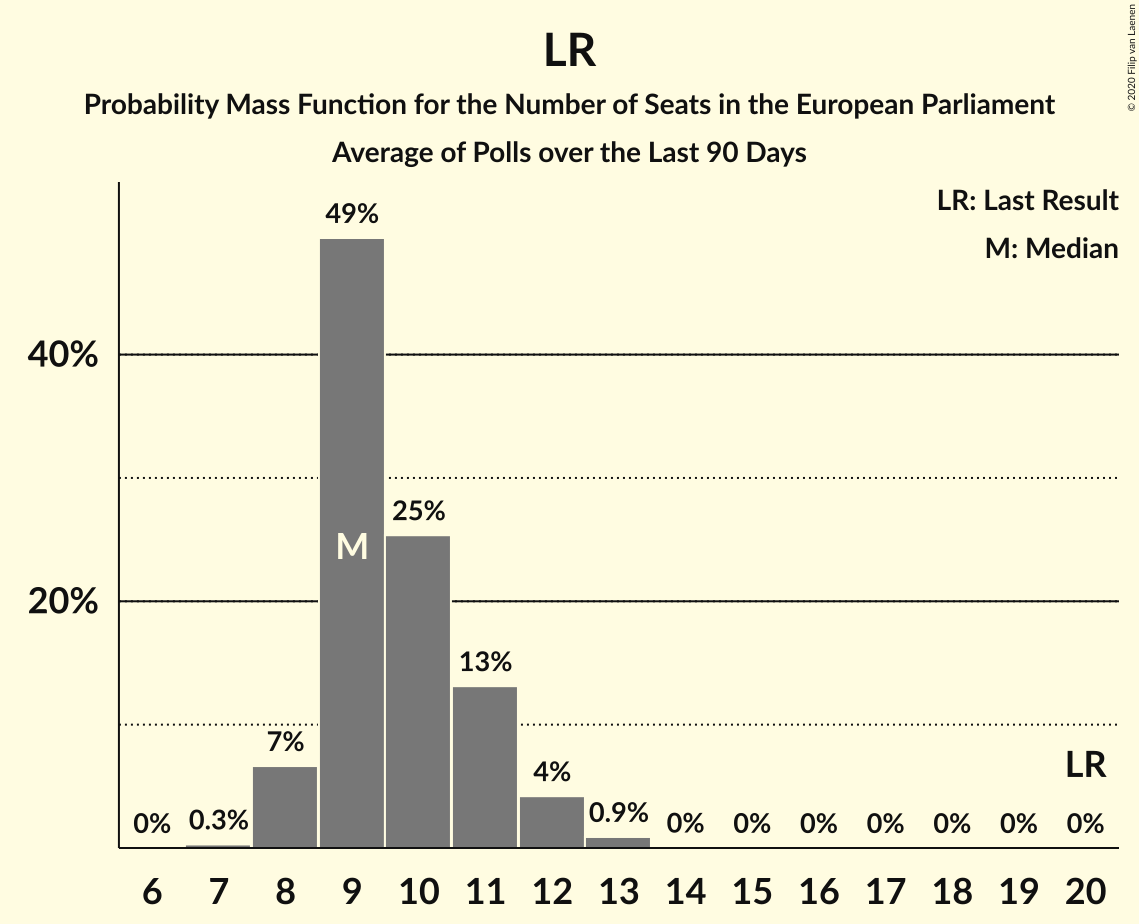 LR
Probability Mass Function for the Number of Seats in the European Parliament
Average of Polls over the Last 90 Days
© 2020 Filip van Laenen
LR: Last Result
M: Median
49%
40%
25%
M
20%
13%
7%
4%
LR
0% 0.3% 0.9% 0% 0% 0% 0% 0% 0% 0%
6 7 8 9 10 11 12 13 14 15 16 17 18 19 20